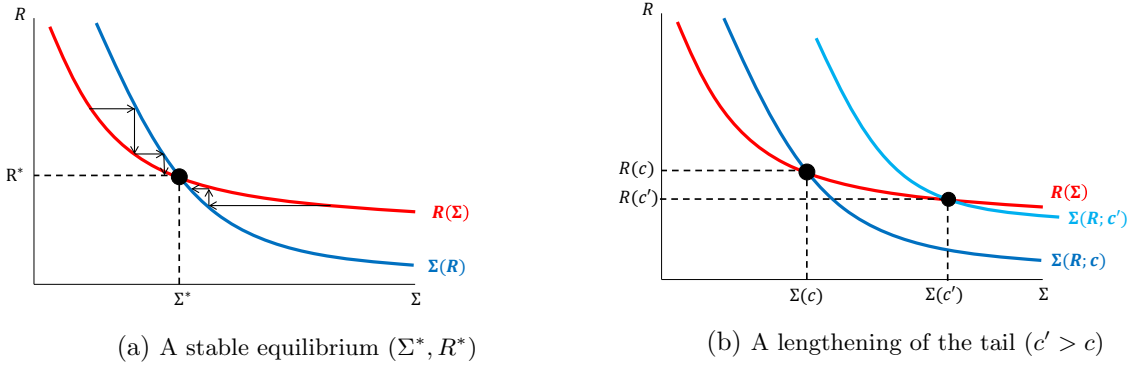 R
R*
R(Σ)
Σ(R)
Σ*
Σ
(a) A stable equilibrium (Σ*, R*)
R
R(c)
R(c′)
R(Σ)
Σ(R; c′)
Σ(R; c)
Σ(c)
Σ(c′)
Σ
(b) A lengthening of the tail (c′ > c)